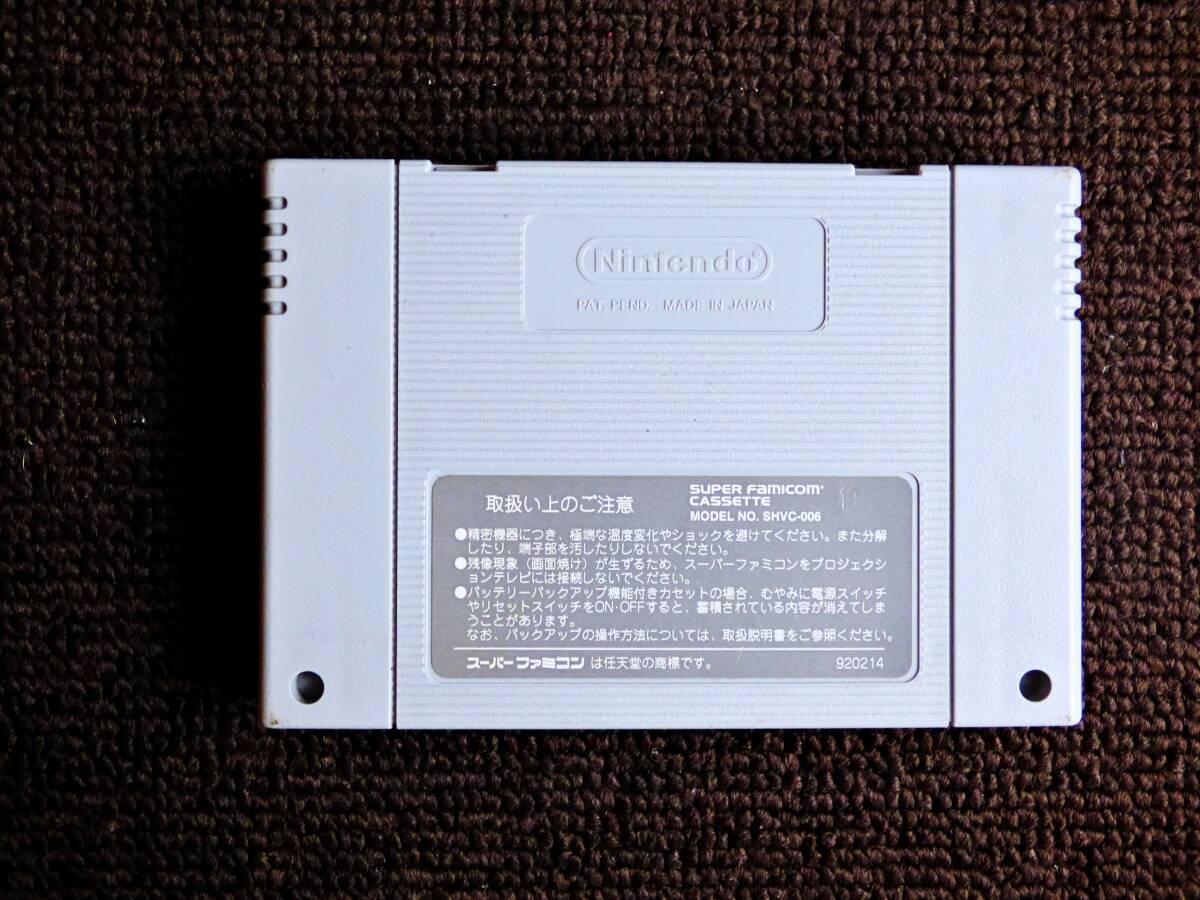 Nintendo®
PAT. PEND. MADE IN JAPAN
取扱い上のご注意
SUPER FAMICOM
CASSETTE
MODEL NO. SHVC-006
10
●精密機器につき、極端な温度変化やショックを避けてください。また分解
したり、端子部を汚したりしないでください。
●残像現象（画面焼け）が生ずるため、スーパーファミコンをプロジェクシ
ョンテレビには接続しないでください。
●バッテリーバックアップ機能付きカセットの場合、むやみに電源スイッチ
やリセットスイッチをON・OFFすると、蓄積されている内容が消えてしま
うことがあります。
なお、バックアップの操作方法については、取扱説明書をご参照ください。
スーパーファミコン は任天堂の商標です。
920214